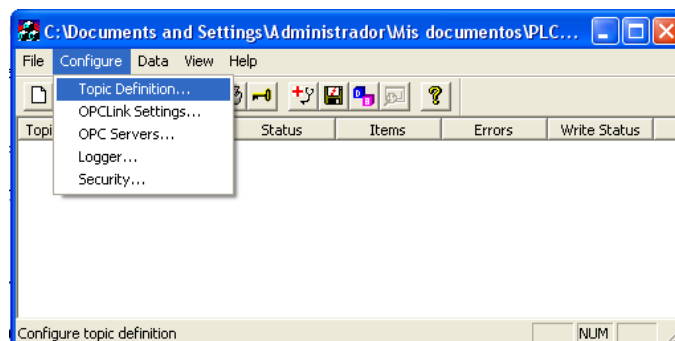 C:\Documents and Settings\Administrador\Mis documentos\PLC...
File Configure Data View Help
Topic Definition...
OPCLink Settings...
Topi Status Items Errors Write Status
OPC Servers...
Logger...
Security...
Configure topic definition NUM